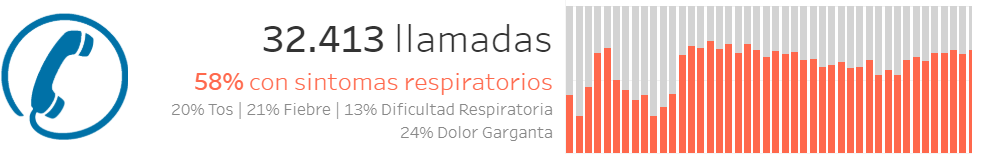 32.413 llamadas
58% con sintomas respiratorios
20% Tos | 21% Fiebre | 13% Dificultad Respiratoria
24% Dolor Garganta